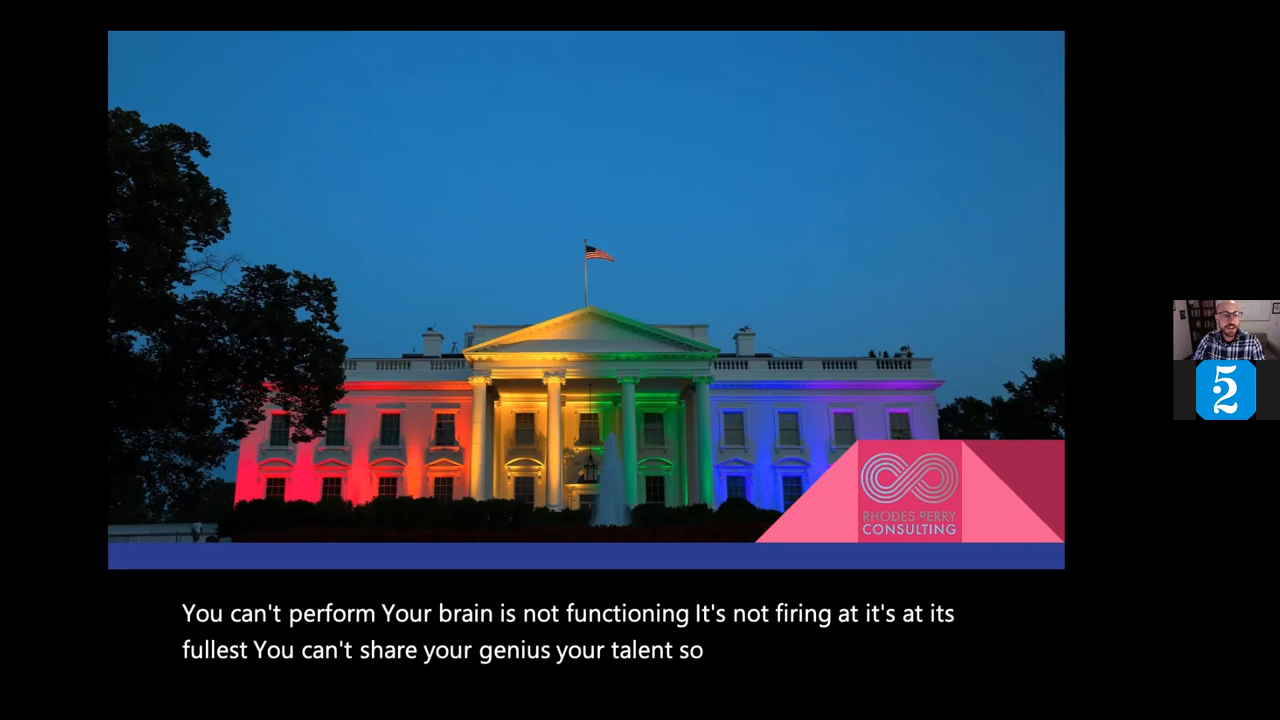 RHODES PERRY
CONSULTING
5
You can't perform Your brain is not functioning It's not firing at it's at its
fullest You can't share your genius your talent so